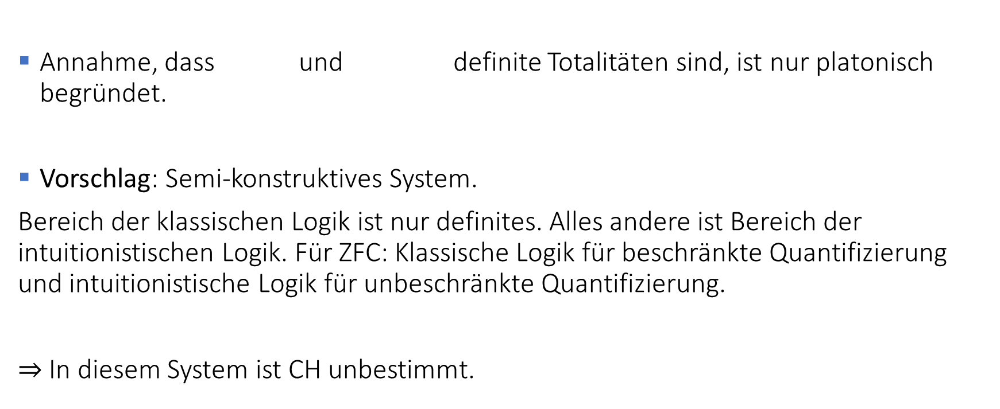 ▪ Annahme, dass und definite Totalitäten sind, ist nur platonisch
begründet.
▪ Vorschlag: Semi-konstruktives System.
Bereich der klassischen Logik ist nur definites. Alles andere ist Bereich der
intuitionistischen Logik. Für ZFC: Klassische Logik für beschränkte Quantifizierung
und intuitionistische Logik für unbeschränkte Quantifizierung.
⇒ In diesem System ist CH unbestimmt.